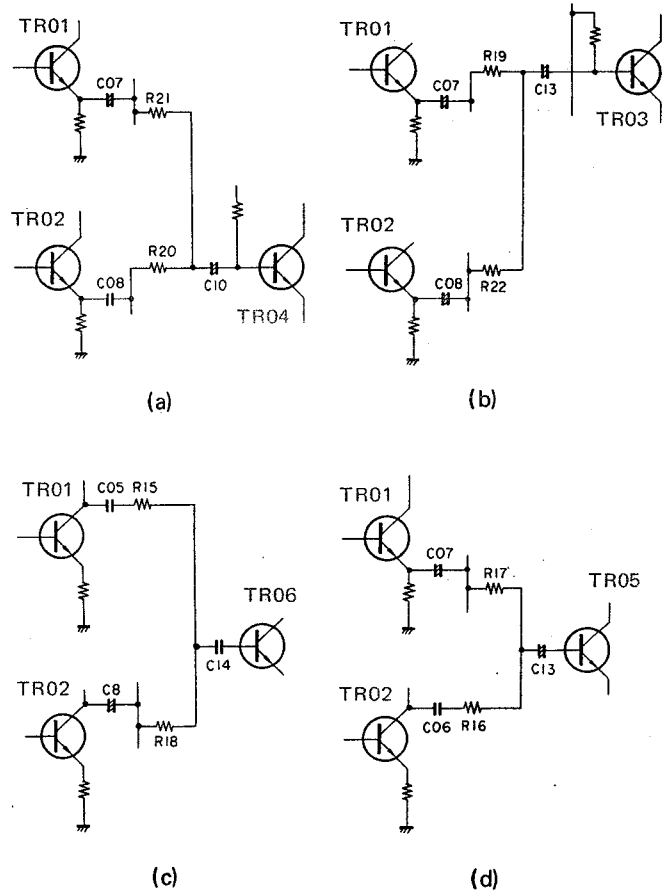 TR01
C07
R21
TR02
R20
C08
C10
TR04
(a)
TR01
R19
C07
C13
TR03
TR02
C08
R22
(b)
TR01
C05
R15
TR06
C14
TR02
C8
R18
(c)
TR01
C07
R17
TR05
C13
TR02
C06
R16
(d)